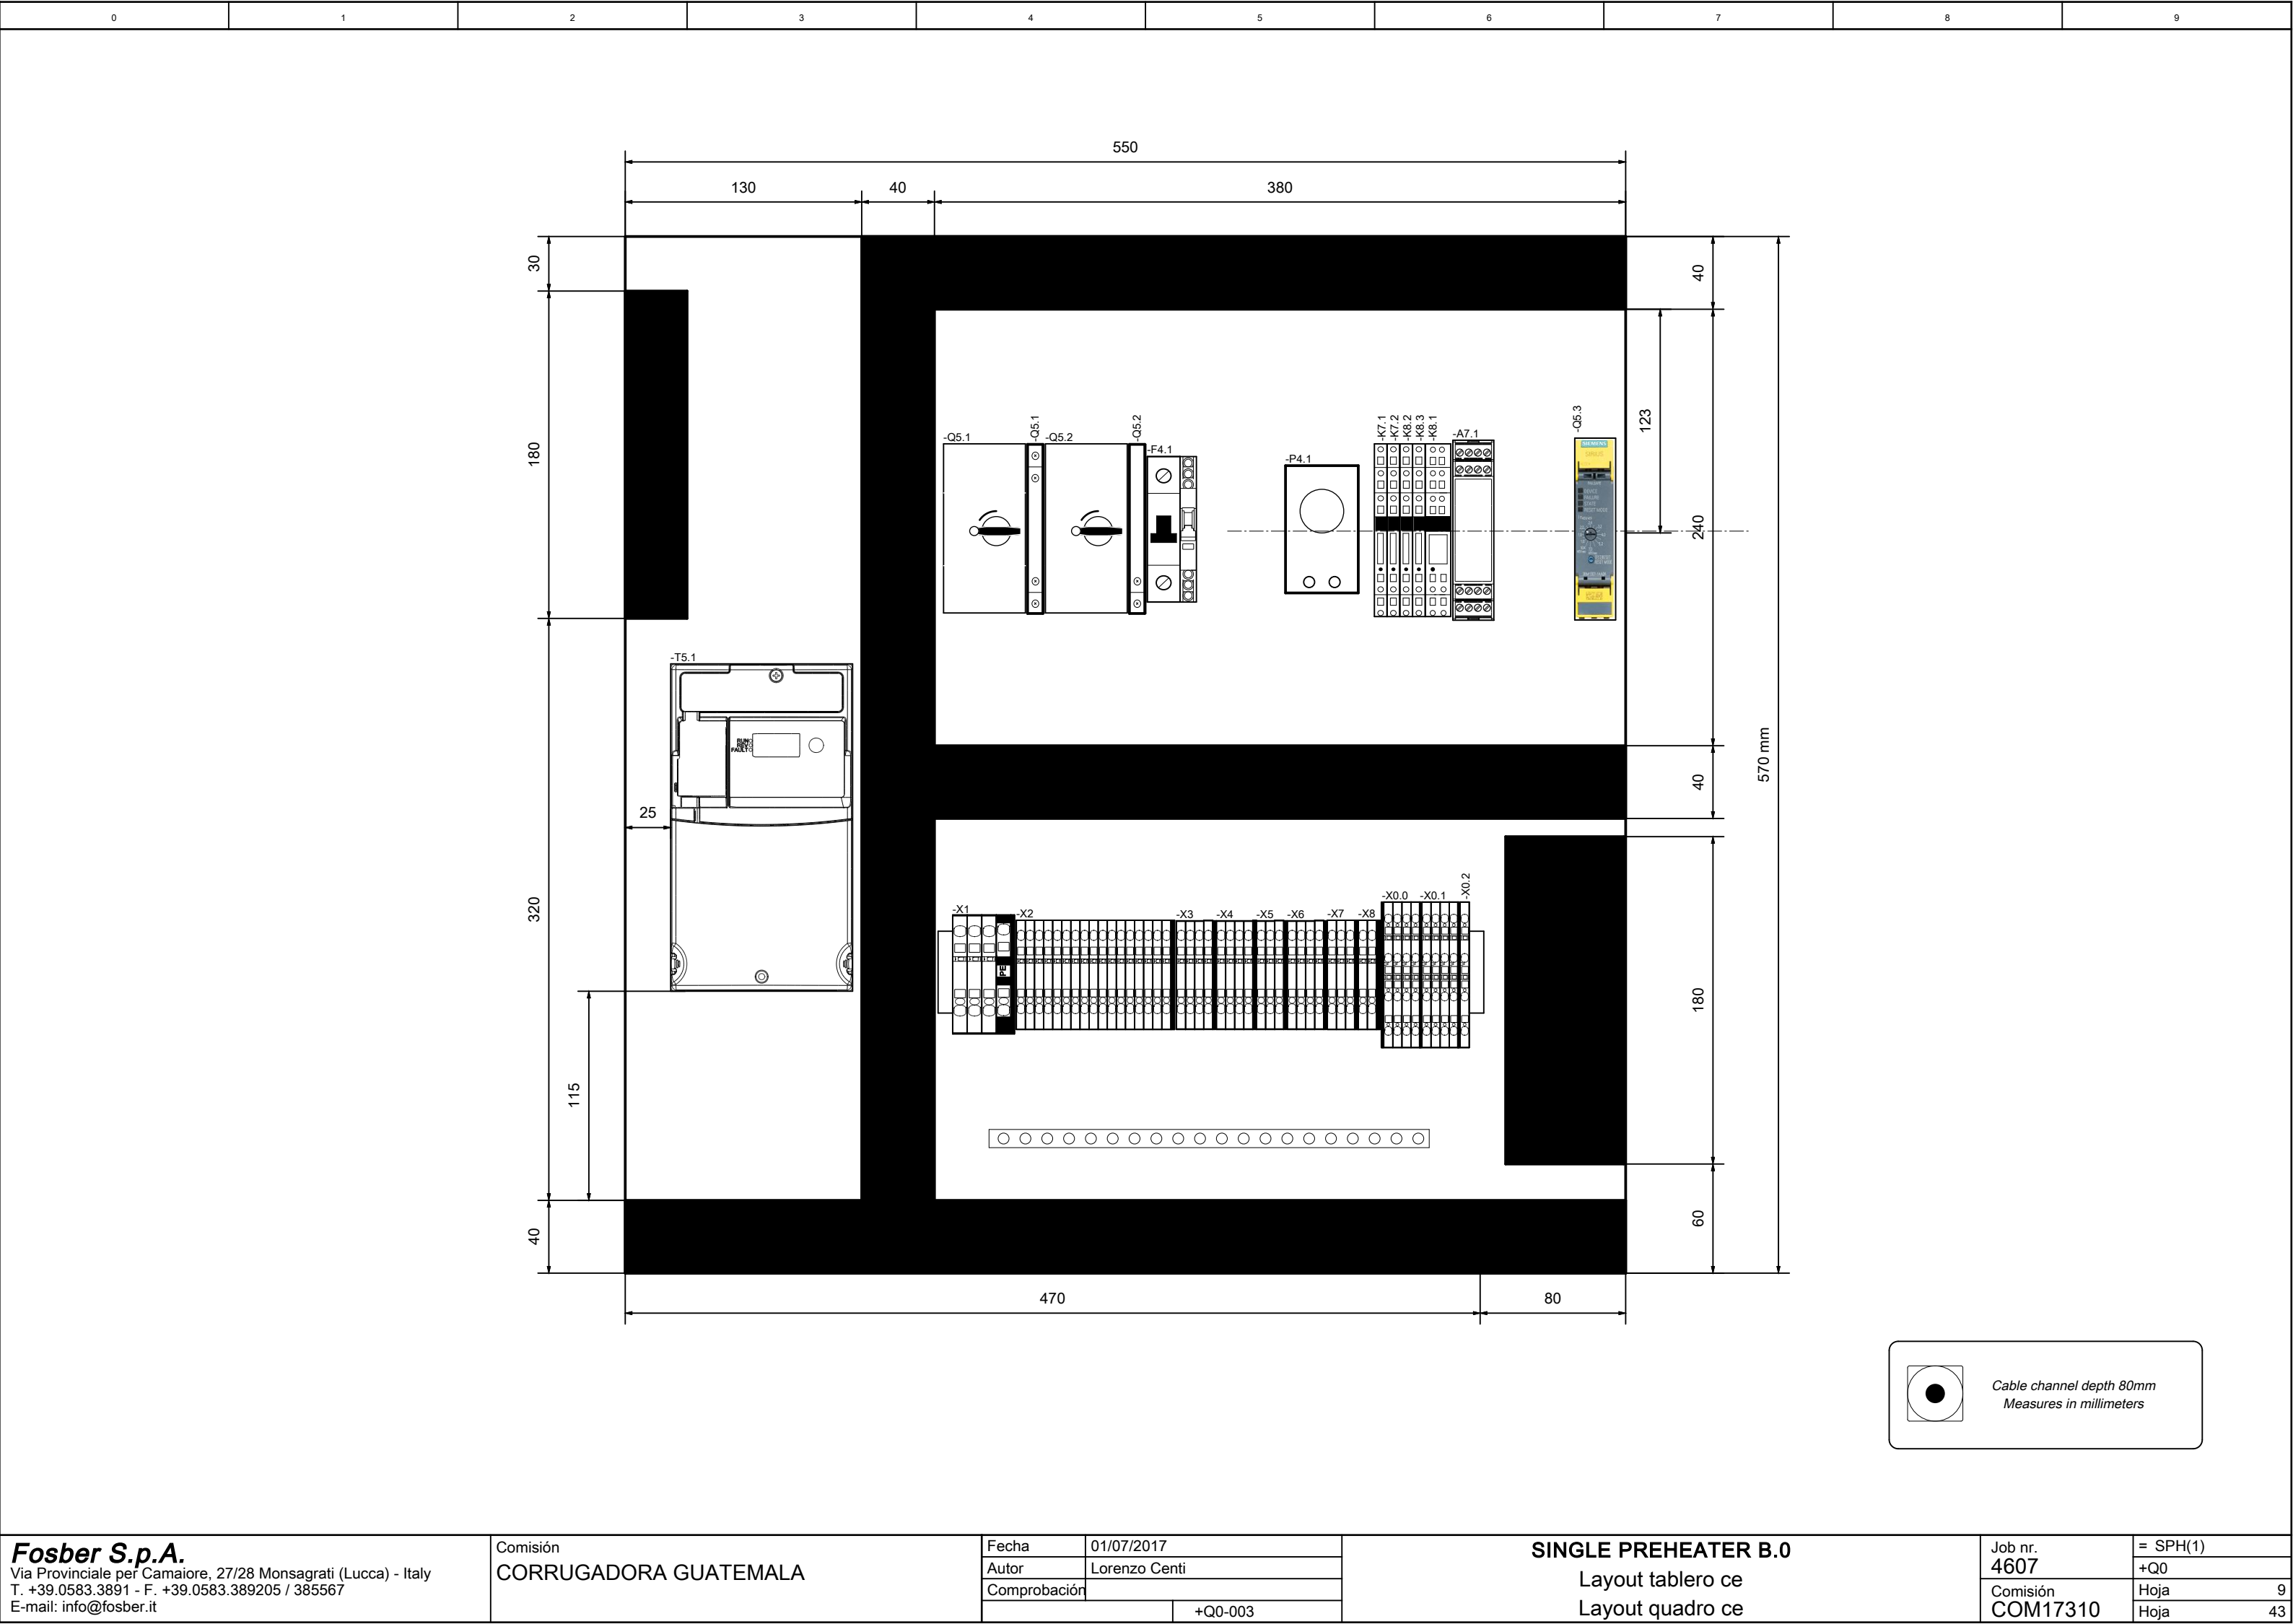 0 1 2 3 4 5 6 7 8 9
550
130 40 380
30
40
-Q5.1 -Q5.1 -Q5.2 -Q5.2 -F4.1 -P4.1 -K7.1 -K7.2 -K8.2 -K8.3 -K8.1 -A7.1 -Q5.3
123
180
240
SIEMENS
SIRIUS
-T5.1
RUN
FAULT
570 mm
40
25
320
-X1 -X2 -X3 -X4 -X5 -X6 -X7 -X8 -X0.0 -X0.1 -X0.2
PE
180
115
60
40
470 80
Cable channel depth 80mm
Measures in millimeters
Fosber S.p.A.
Via Provinciale per Camaiore, 27/28 Monsagrati (Lucca) - Italy
T. +39.0583.3891 - F. +39.0583.389205 / 385567
E-mail: info@fosber.it
Comisión
CORRUGADORA GUATEMALA
Fecha 01/07/2017
Autor Lorenzo Centi
Comprobación
+Q0-003
SINGLE PREHEATER B.0
Layout tablero ce
Layout quadro ce
Job nr.
4607
Comisión
COM17310
= SPH(1)
+Q0
Hoja 9
Hoja 43